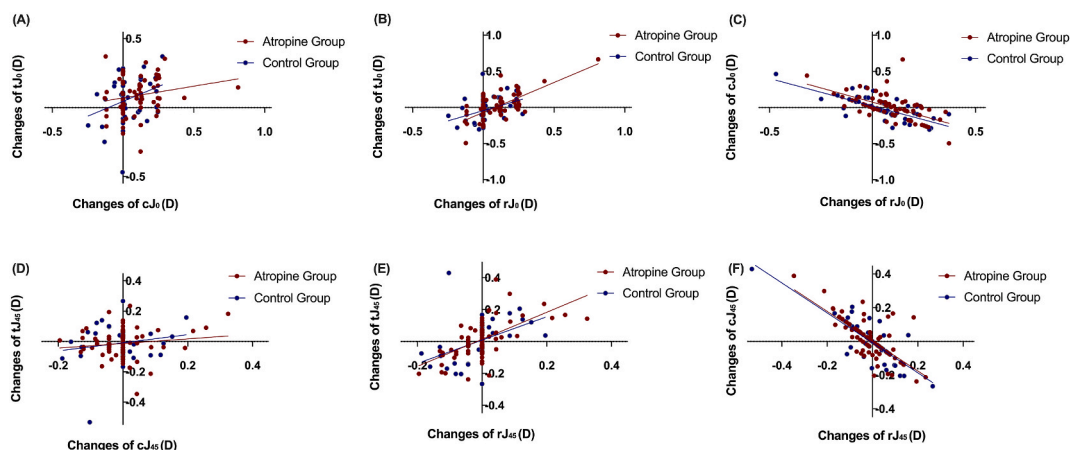 (A)
0.5
Atropine Group
Control Group
Changes of tJ₀(D)
-0.5
0.5
1.0
-0.5
Changes of cJ₀(D)
(B)
1.0
Atropine Group
0.5
Control Group
Changes of tJ₀(D)
-0.5
0.5
1.0
-0.5
-1.0
Changes of rJ₀(D)
(C)
1.0
Atropine Group
0.5
Control Group
Changes of cJ₀(D)
-0.5
0.5
-0.5
-1.0
Changes of rJ₀(D)
(D)
0.4
Atropine Group
0.2
Control Group
Changes of tJ₄₅(D)
-0.2
0.2
0.4
-0.2
-0.4
Changes of cJ₄₅(D)
(E)
0.4
Atropine Group
0.2
Control Group
Changes of tJ₄₅(D)
-0.2
0.2
0.4
-0.2
-0.4
Changes of rJ₄₅(D)
(F)
0.4
Atropine Group
0.2
Control Group
Changes of cJ₄₅(D)
-0.4
-0.2
0.2
0.4
-0.2
-0.4
Changes of rJ₄₅(D)